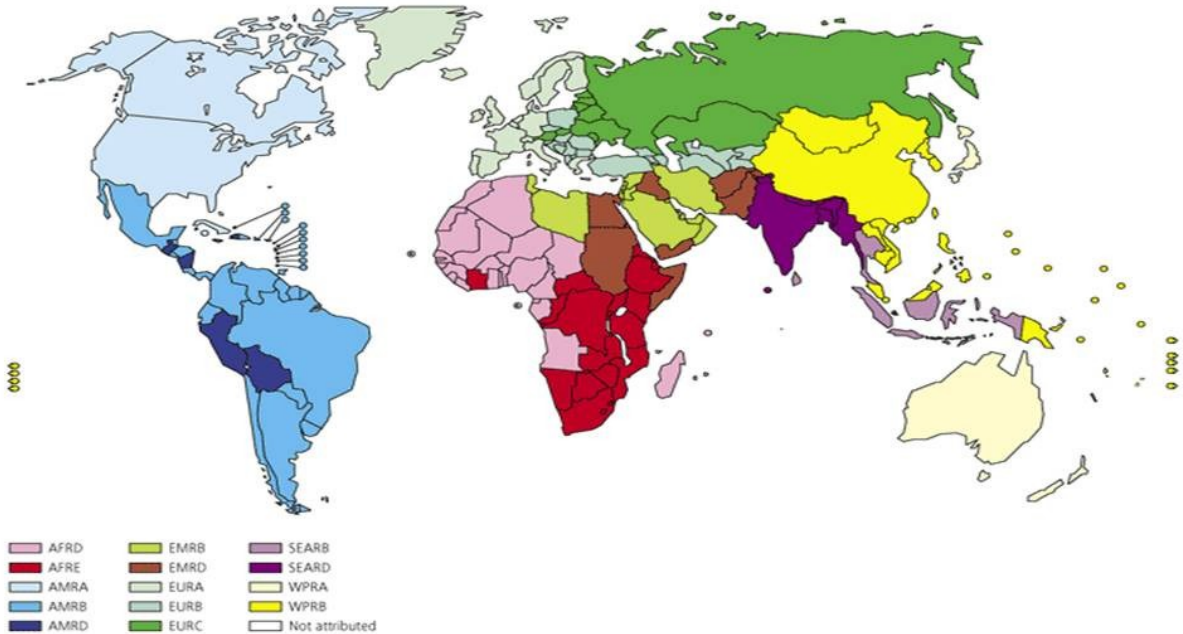 AFRD
AFRE
AMRA
AMRB
AMRD
EMRB
EMRD
EURA
EURB
EURC
SEARB
SEARD
WPRA
WPRB
Not attributed